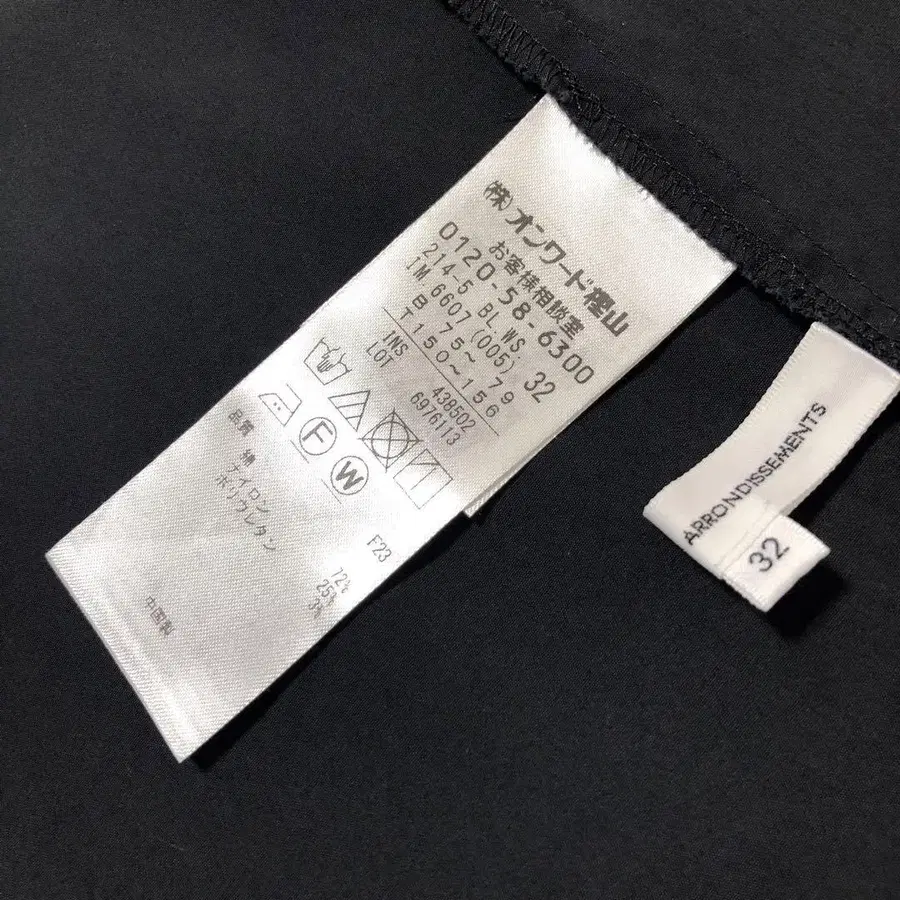 (株)オンワード樫山
お客様相談室
0120-58-6300
214-5 BL WS;
IM 6607 (005) 32
B 75～79
T150～156
INS 438502
LOT 6976113
F
W
F23
品質 綿 72%
ナイロン 25%
ポリウレタン 3%
中国製
ARRONDISSEMENTS
32